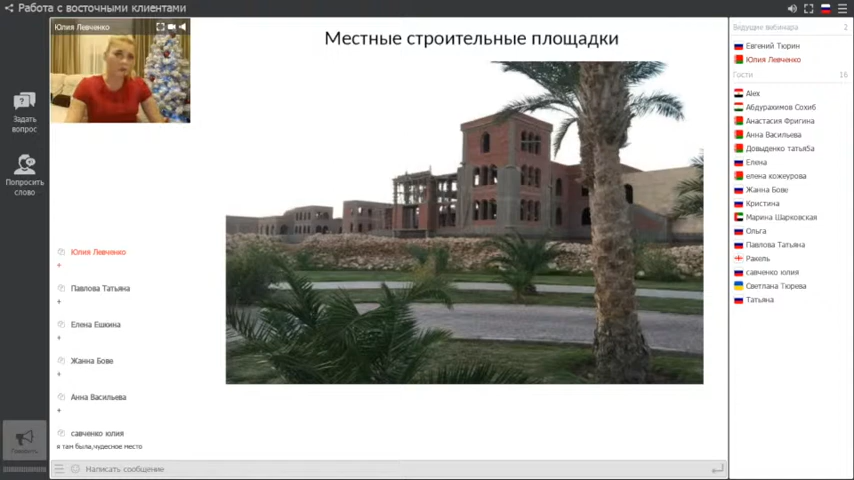 Работа с восточными клиентами
Юлия Левченко
Местные строительные площадки
Ведущие вебинара 2
Евгений Тюрин
Юлия Левченко
Гости 16
Alex
Абдурахимов Сохиб
Анастасия Фригина
Анна Васильева
Довыденко татьяба
Елена
елена кожеурова
Жанна Бове
Кристина
Марина Шарковская
Ольга
Павлова Татьяна
Ракель
савченко юлия
Светлана Тюрева
Татьяна
Задать
вопрос
Попросить
слово
Юлия Левченко
+
Павлова Татьяна
+
Елена Ешкина
+
Жанна Бове
+
Анна Васильева
+
савченко юлия
я там была,чудесное место
Написать сообщение